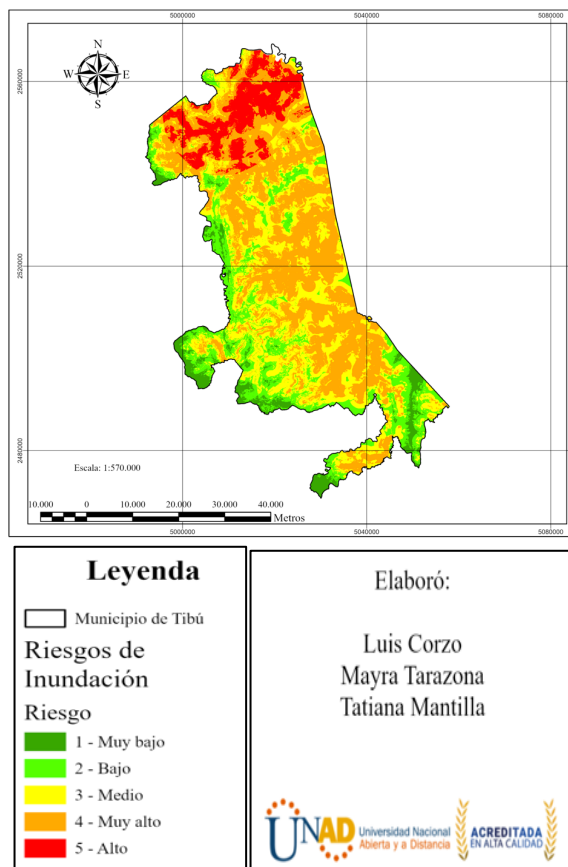 5000000 5040000 5080000
N
W E
S
2560000
2520000
2480000
Escala: 1:570.000
10.000 0 10.000 20.000 30.000 40.000
Metros
5000000 5040000 5080000
Leyenda
Municipio de Tibú
Riesgos de
Inundación
Riesgo
1 - Muy bajo
2 - Bajo
3 - Medio
4 - Muy alto
5 - Alto
Elaboró:
Luis Corzo
Mayra Tarazona
Tatiana Mantilla
UNAD
Universidad Nacional
Abierta y a Distancia
ACREDITADA
EN ALTA CALIDAD